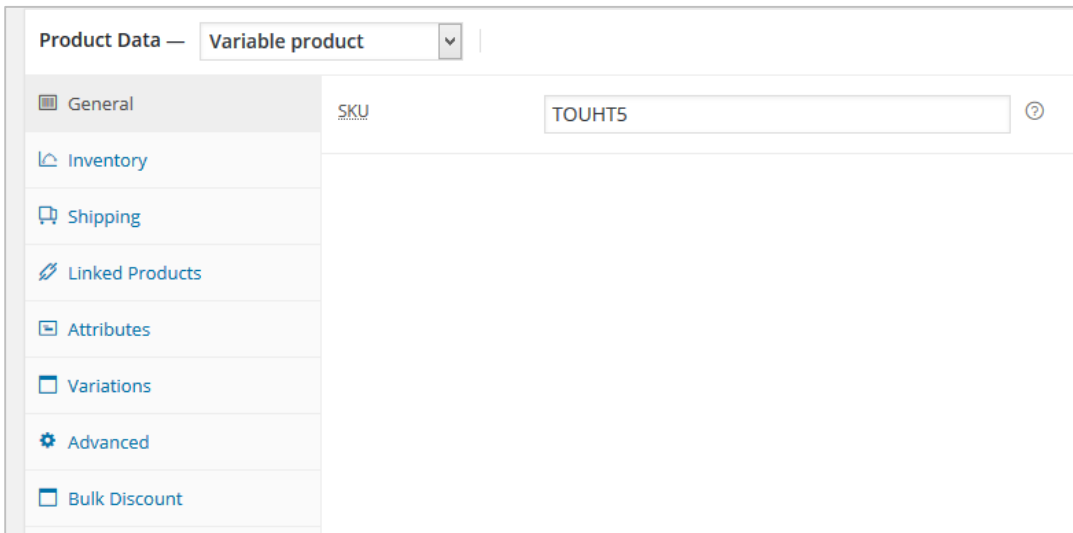 Product Data — Variable product
General
SKU TOUHT5
Inventory
Shipping
Linked Products
Attributes
Variations
Advanced
Bulk Discount